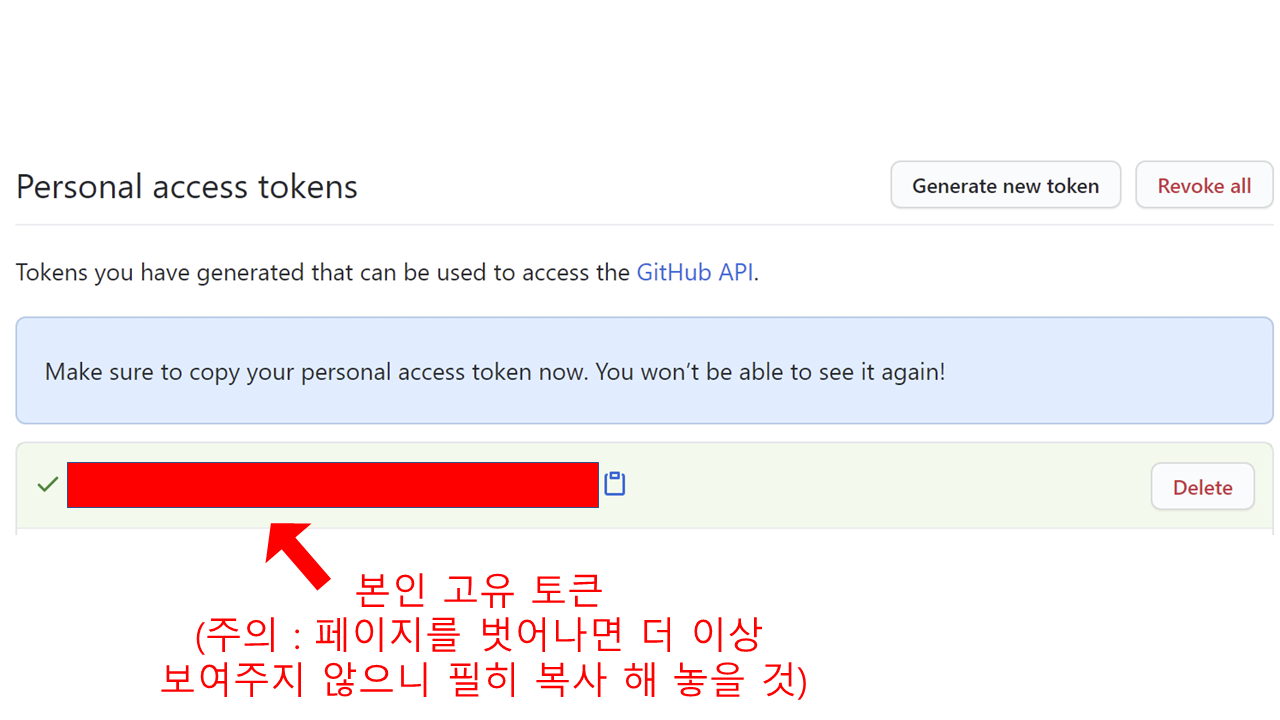 Personal access tokens
Generate new token
Revoke all
Tokens you have generated that can be used to access the GitHub API.
Make sure to copy your personal access token now. You won’t be able to see it again!
Delete
본인 고유 토큰
(주의 : 페이지를 벗어나면 더 이상
보여주지 않으니 필히 복사 해 놓을 것)